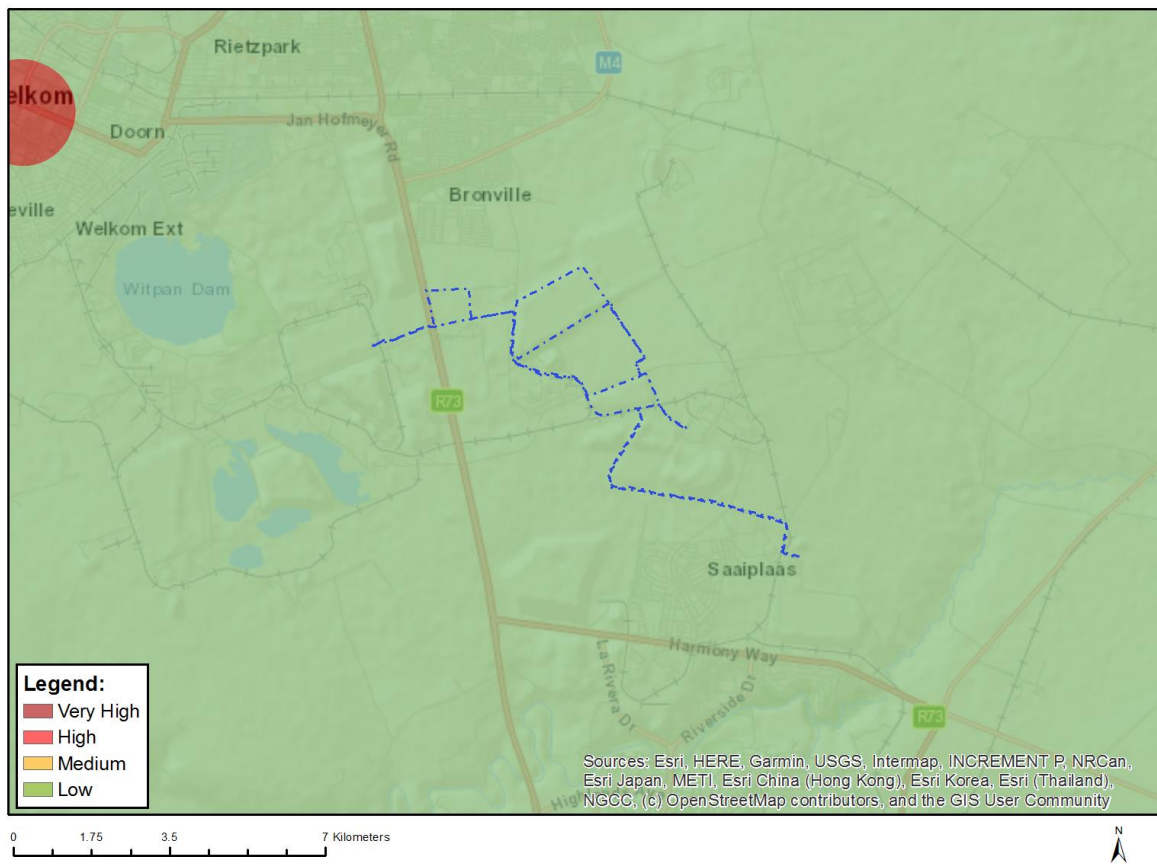 Rietzpark
M4
elkom
Doorn
Jan Hofmeyer Rd
Bronville
eville
Welkom Ext
Witpan Dam
R73
Saaiplaas
Harmony Way
La Rivera Dr
Riverside Dr
R73
Legend:
Very High
High
Medium
Low
Sources: Esri, HERE, Garmin, USGS, Intermap, INCREMENT P, NRCan,
Esri Japan, METI, Esri China (Hong Kong), Esri Korea, Esri (Thailand),
NGCC, (c) OpenStreetMap contributors, and the GIS User Community
0 1.75 3.5 7 Kilometers
N